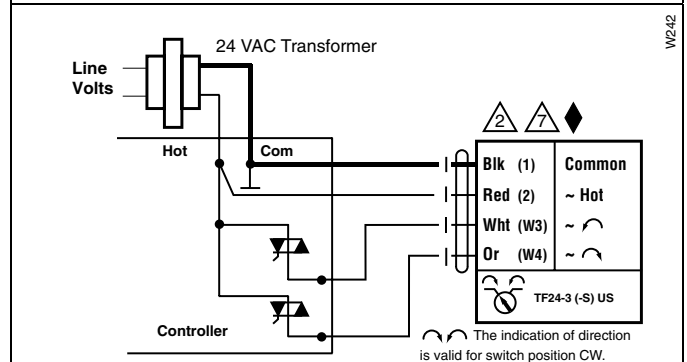 W242
24 VAC Transformer
Line
Volts
2 7
Hot Com
Blk (1) Common
Red (2) ~ Hot
Wht (W3) ~
Or (W4) ~
TF24-3 (-S) US
Controller
The indication of direction
is valid for switch position CW.